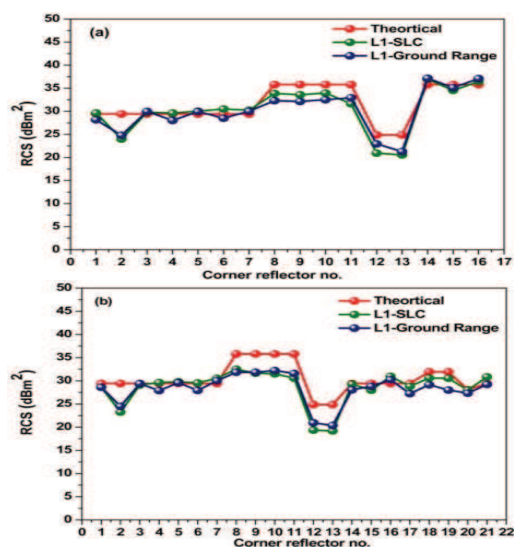 (a)
Theortical
L1-SLC
L1-Ground Range
50
45
40
35
30
25
20
15
10
5
0
RCS (dBm²)
0 1 2 3 4 5 6 7 8 9 10 11 12 13 14 15 16 17
Corner reflector no.
(b)
Theortical
L1-SLC
L1-Ground Range
50
45
40
35
30
25
20
15
10
5
0
RCS (dBm²)
0 1 2 3 4 5 6 7 8 9 10 11 12 13 14 15 16 17 18 19 20 21 22
Corner reflector no.